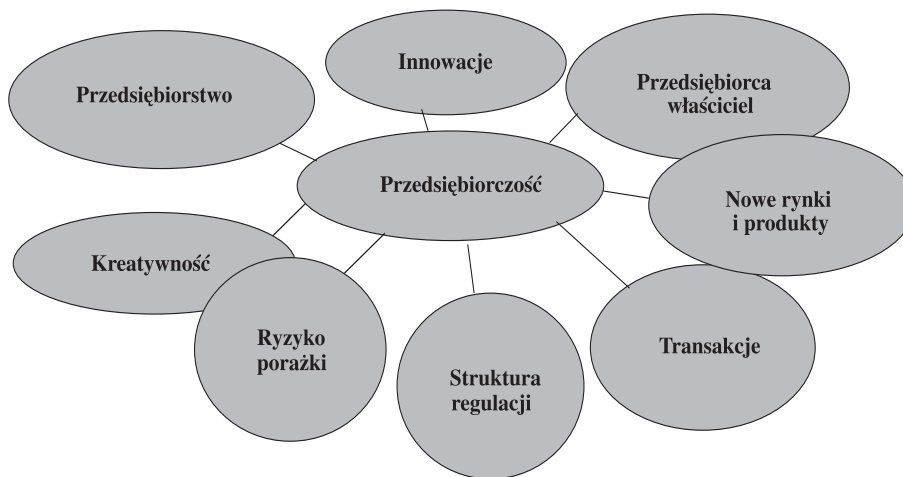 Innowacje
Przedsiębiorstwo
Przedsiębiorca
właściciel
Przedsiębiorczość
Nowe rynki
i produkty
Kreatywność
Ryzyko
porażki
Struktura
regulacji
Transakcje